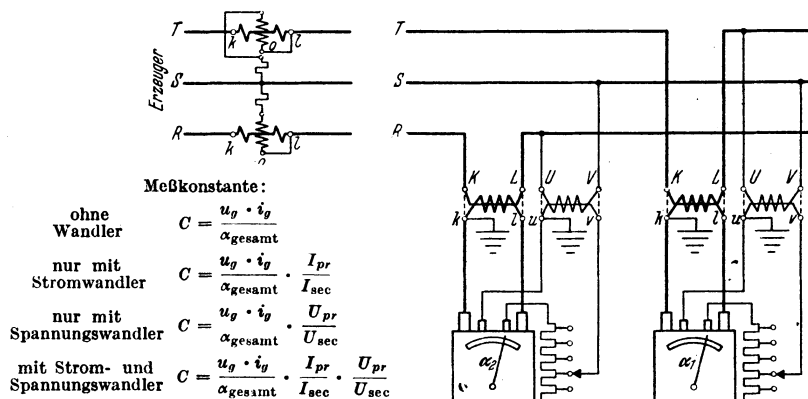 T k o l T
S S
Erzeuger
R k o l R
K L U V K L U V
k l u v k l u v
α₂ α₁
Meßkonstante:
ohne Wandler C = u_g · i_g / α_gesamt
nur mit Stromwandler C = u_g · i_g / α_gesamt · I_pr / I_sec
nur mit Spannungswandler C = u_g · i_g / α_gesamt · U_pr / U_sec
mit Strom- und Spannungswandler C = u_g · i_g / α_gesamt · I_pr / I_sec · U_pr / U_sec